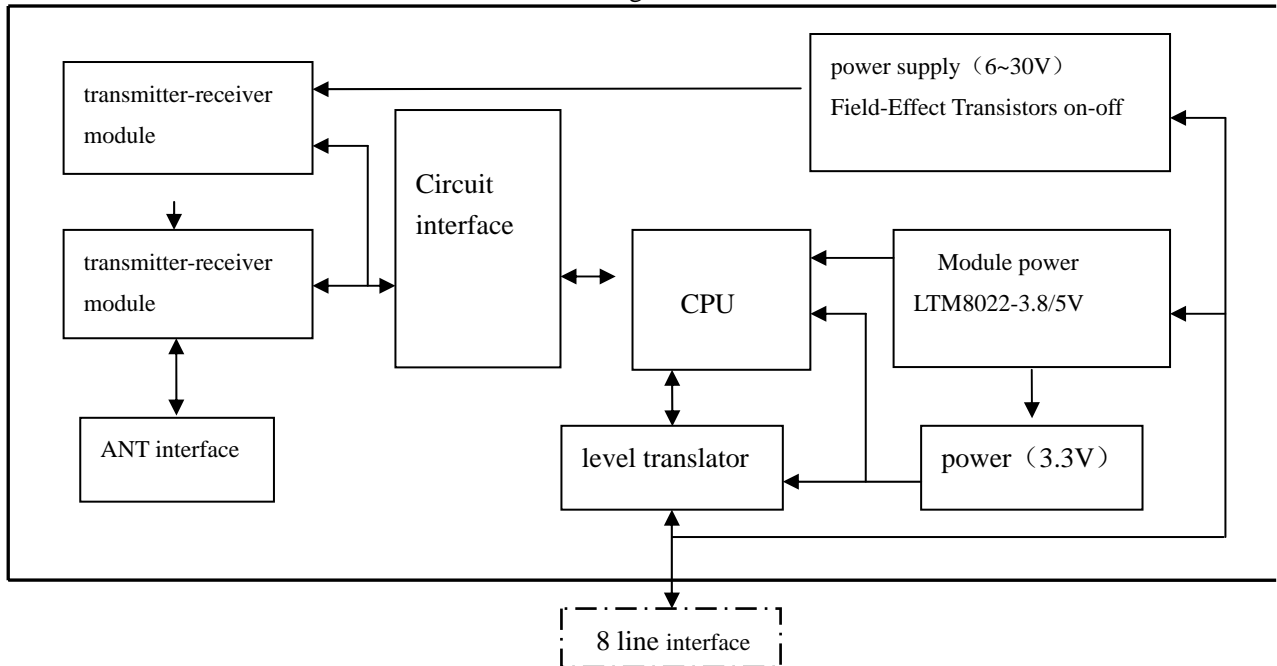 transmitter-receiver
module
power supply（6~30V）
Field-Effect Transistors on-off
Circuit
interface
transmitter-receiver
module
CPU
Module power
LTM8022-3.8/5V
ANT interface
level translator
power（3.3V）
8 line interface